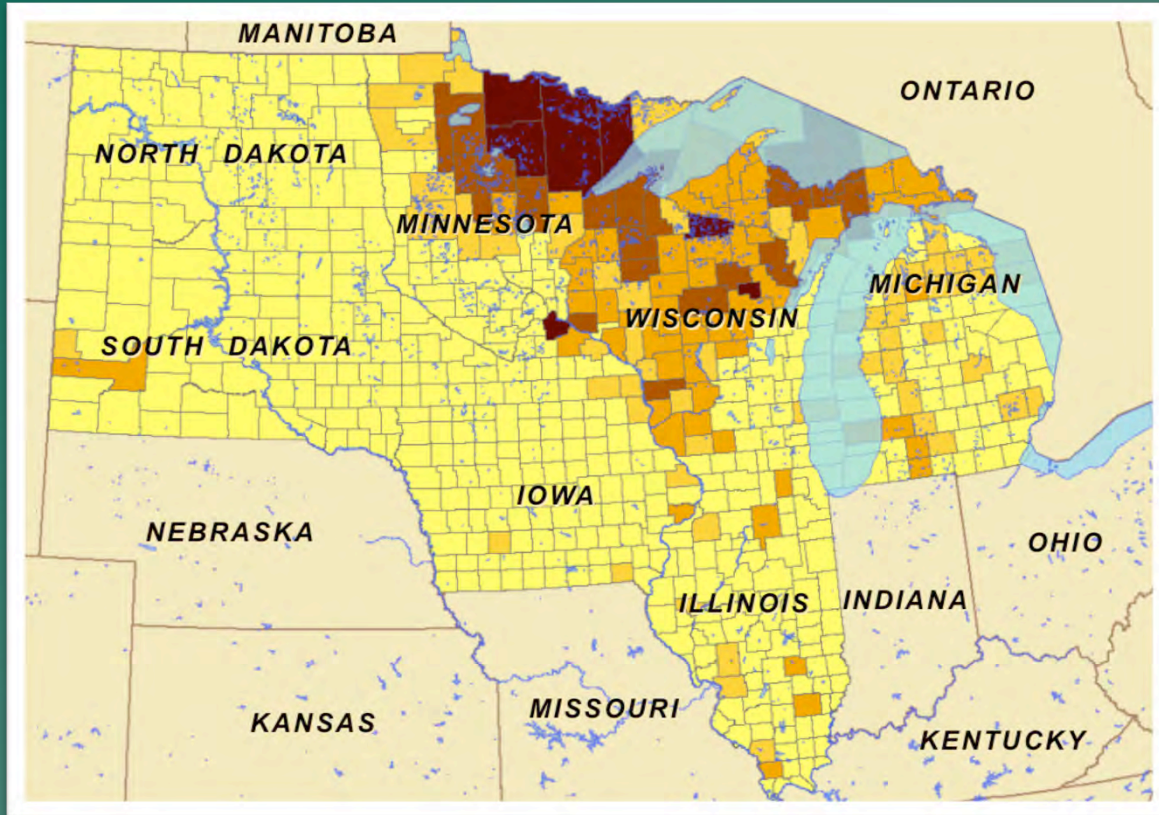 MANITOBA
ONTARIO
NORTH DAKOTA
MINNESOTA
MICHIGAN
WISCONSIN
SOUTH DAKOTA
IOWA
NEBRASKA
OHIO
ILLINOIS
INDIANA
MISSOURI
KANSAS
KENTUCKY